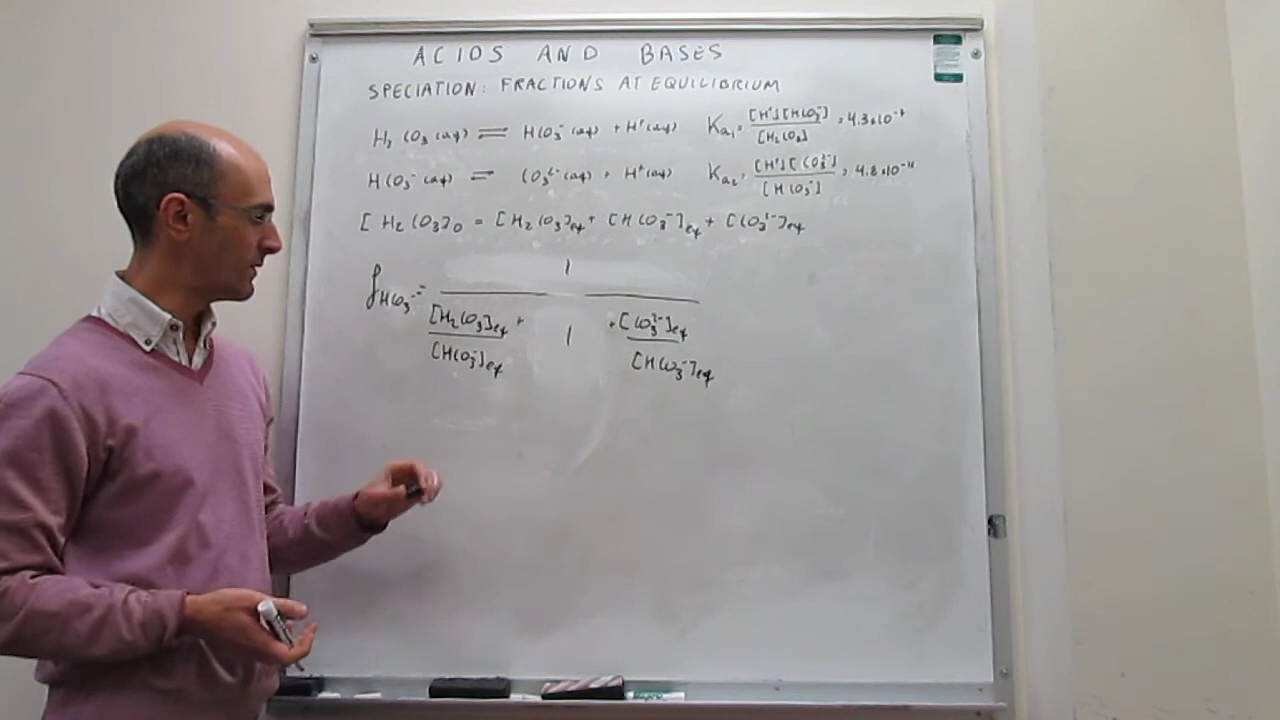 ACIDS AND BASES
SPECIATION: FRACTIONS AT EQUILIBRIUM
H₂CO₃(aq) ⇌ HCO₃⁻(aq) + H⁺(aq) Ka₁ = [H⁺][HCO₃⁻] / [H₂CO₃] = 4.3×10⁻⁷
HCO₃⁻(aq) ⇌ CO₃²⁻(aq) + H⁺(aq) Ka₂ = [H⁺][CO₃²⁻] / [HCO₃⁻] = 4.8×10⁻¹¹
[H₂CO₃]₀ = [H₂CO₃]eq + [HCO₃⁻]eq + [CO₃²⁻]eq
1
fHCO₃⁻ =
[H₂CO₃]eq + 1 + [CO₃²⁻]eq
[HCO₃⁻]eq [HCO₃⁻]eq